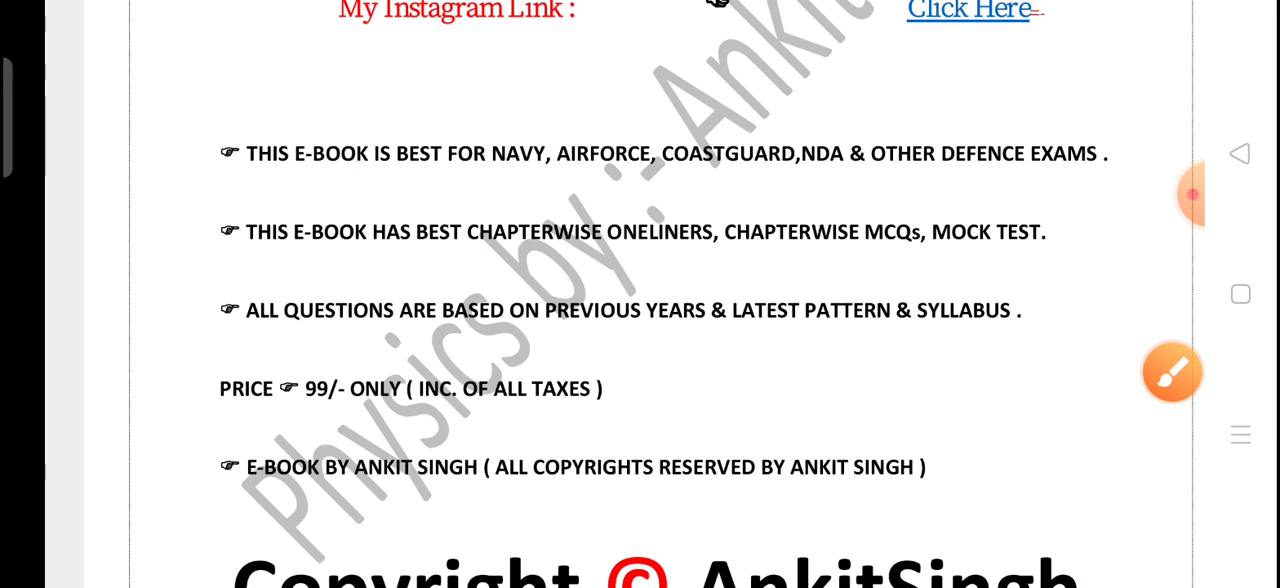 My Instagram Link : Click Here
THIS E-BOOK IS BEST FOR NAVY, AIRFORCE, COASTGUARD,NDA & OTHER DEFENCE EXAMS .
THIS E-BOOK HAS BEST CHAPTERWISE ONELINERS, CHAPTERWISE MCQs, MOCK TEST.
ALL QUESTIONS ARE BASED ON PREVIOUS YEARS & LATEST PATTERN & SYLLABUS .
PRICE ☞ 99/- ONLY ( INC. OF ALL TAXES )
E-BOOK BY ANKIT SINGH ( ALL COPYRIGHTS RESERVED BY ANKIT SINGH )
Copyright © AnkitSingh
Physics by :- Ankit